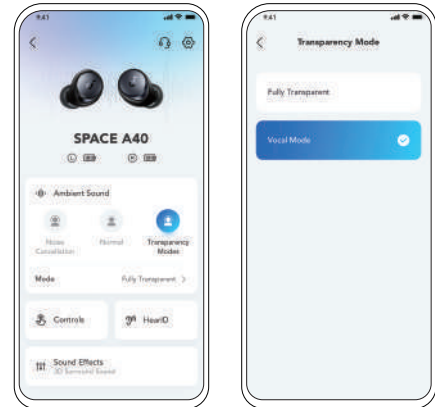 9:41
SPACE A40
L
R
Ambient Sound
Noise
Cancellation
Normal
Transparency
Modes
Mode
Fully Transparent
Controls
HearID
Sound Effects
3D Surround Sound
9:41
Transparency Mode
Fully Transparent
Vocal Mode